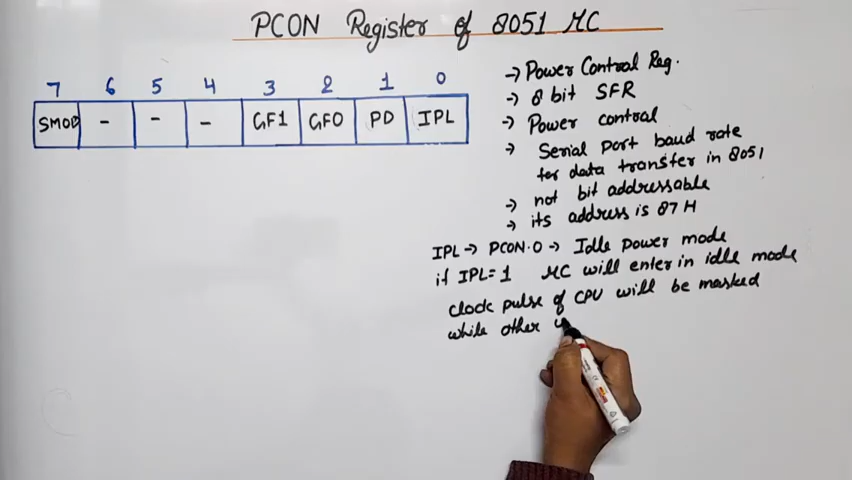 PCON Register of 8051 MC
7 6 5 4 3 2 1 0
SMOD - - - GF1 GF0 PD IPL
→ Power Control Reg.
→ 8 bit SFR
→ Power control
→ Serial Port baud rate
for data transfer in 8051
→ not bit addressable
→ its address is 87H
IPL → PCON.0 → Idle power mode
if IPL=1 MC will enter in idle mode
Clock pulse of CPU will be masked
while other